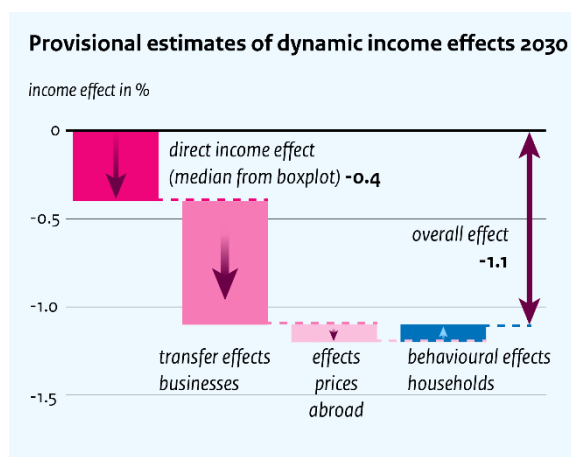 Provisional estimates of dynamic income effects 2030
income effect in %
0
direct income effect
(median from boxplot) -0.4
-0.5
overall effect
-1.1
-1.0
transfer effects
businesses
effects
prices
abroad
behavioural effects
households
-1.5